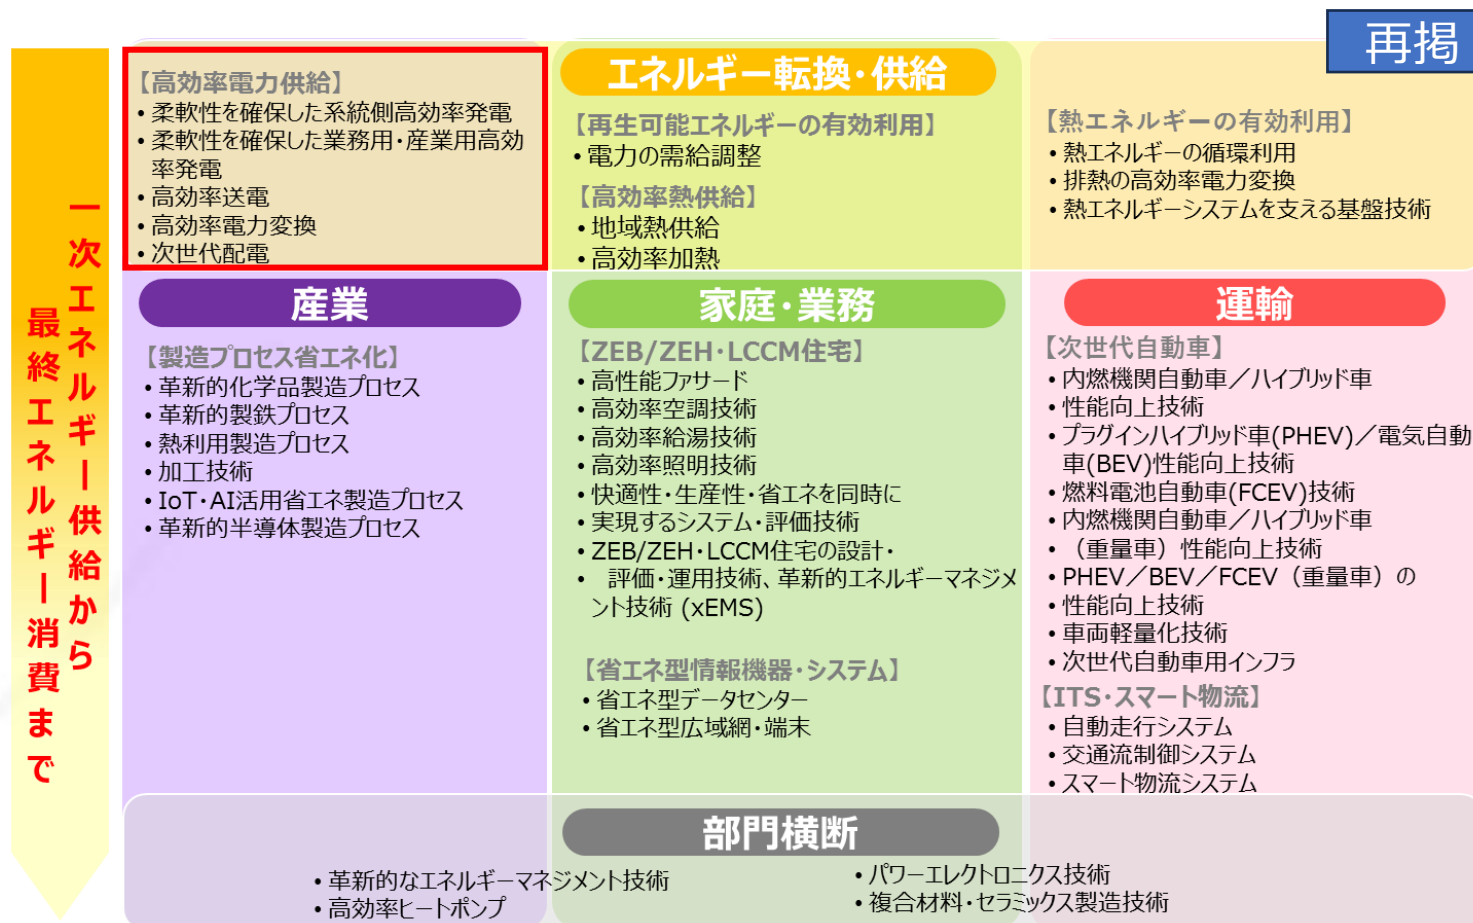 再掲
一次エネルギー供給から
最終エネルギー消費まで
【高効率電力供給】
• 柔軟性を確保した系統側高効率発電
• 柔軟性を確保した業務用・産業用高効
率発電
• 高効率送電
• 高効率電力変換
• 次世代配電
エネルギー転換・供給
【再生可能エネルギーの有効利用】
• 電力の需給調整
【高効率熱供給】
• 地域熱供給
• 高効率加熱
【熱エネルギーの有効利用】
• 熱エネルギーの循環利用
• 排熱の高効率電力変換
• 熱エネルギーシステムを支える基盤技術
産業
【製造プロセス省エネ化】
• 革新的化学品製造プロセス
• 革新的製鉄プロセス
• 熱利用製造プロセス
• 加工技術
• IoT・AI活用省エネ製造プロセス
• 革新的半導体製造プロセス
家庭・業務
【ZEB/ZEH・LCCM住宅】
• 高性能ファサード
• 高効率空調技術
• 高効率給湯技術
• 高効率照明技術
• 快適性・生産性・省エネを同時に
• 実現するシステム・評価技術
• ZEB/ZEH・LCCM住宅の設計・
• 評価・運用技術、革新的エネルギーマネジメ
ント技術 (xEMS)
【省エネ型情報機器・システム】
• 省エネ型データセンター
• 省エネ型広域網・端末
運輸
【次世代自動車】
• 内燃機関自動車／ハイブリッド車
• 性能向上技術
• プラグインハイブリッド車(PHEV)／電気自動
車(BEV)性能向上技術
• 燃料電池自動車(FCEV)技術
• 内燃機関自動車／ハイブリッド車
• （重量車）性能向上技術
• PHEV／BEV／FCEV（重量車）の
• 性能向上技術
• 車両軽量化技術
• 次世代自動車用インフラ
【ITS・スマート物流】
• 自動走行システム
• 交通流制御システム
• スマート物流システム
部門横断
• 革新的なエネルギーマネジメント技術
• 高効率ヒートポンプ
• パワーエレクトロニクス技術
• 複合材料・セラミックス製造技術